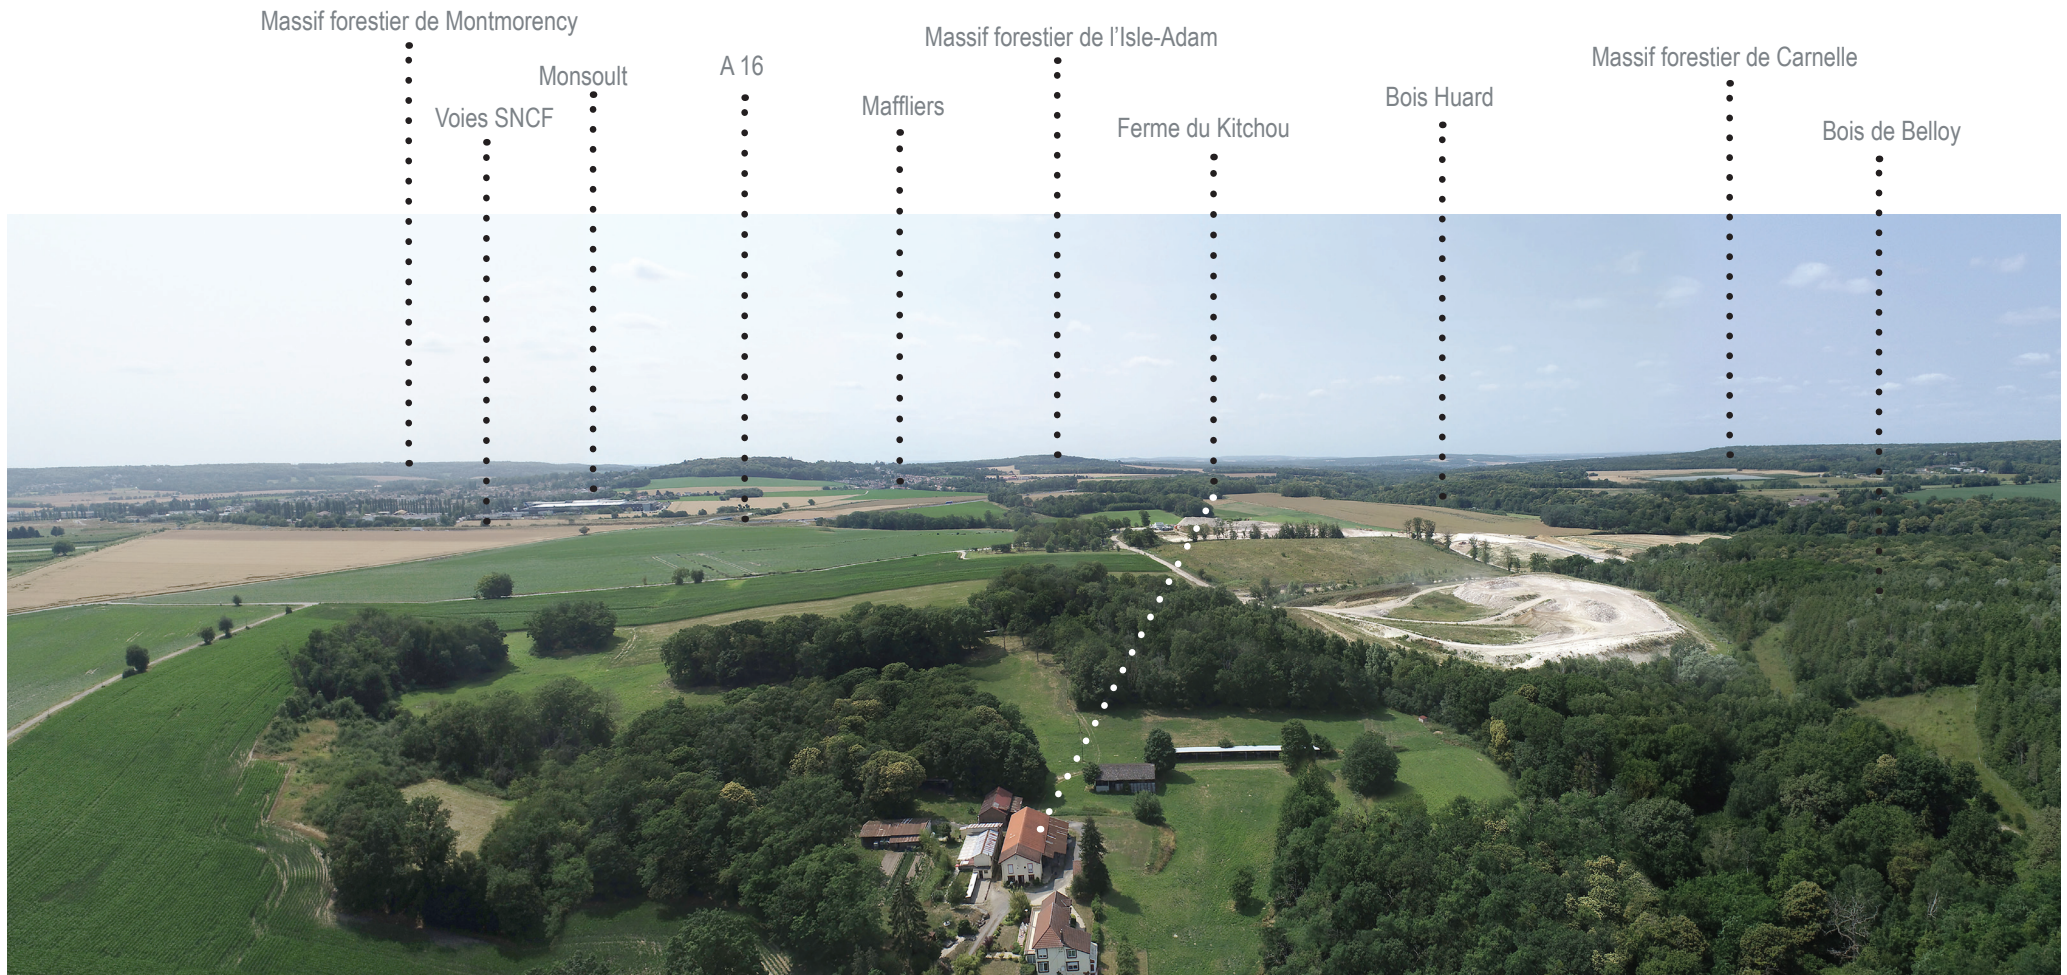 Massif forestier de Montmorency
Voies SNCF
Monsoult
A 16
Maffliers
Massif forestier de l'Isle-Adam
Ferme du Kitchou
Bois Huard
Massif forestier de Carnelle
Bois de Belloy